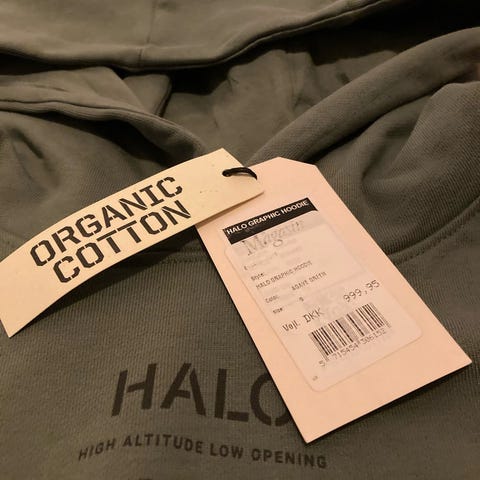 ORGANIC
COTTON
HALO GRAPHIC HOODIE
Style:
HALO GRAPHIC HOODIE
Color: AGAVE GREEN
Size: S
Vejl. DKK 999,95
HALO
HIGH ALTITUDE LOW OPENING